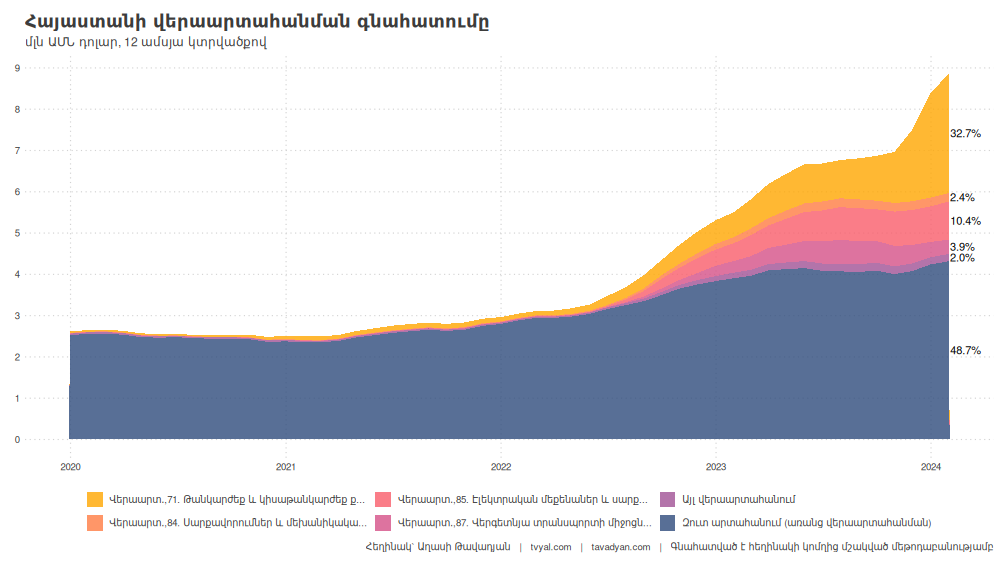 Հայաստանի վերաարտահանման գնահատումը
մլն ԱՄՆ դոլար, 12 ամսյա կտրվածքով
9
8
7
6
5
4
3
2
1
0
32.7%
2.4%
10.4%
3.9%
2.0%
48.7%
2020 2021 2022 2023 2024
Վերաարտ.,71. Թանկարժեք և կիսաթանկարժեք ք... Վերաարտ.,85. Էլեկտրական մեքենաներ և սարք... Այլ վերաարտահանում
Վերաարտ.,84. Սարքավորումներ և մեխանիկակա... Վերաարտ.,87. Վերգետնյա տրանսպորտի միջոցն... Զուտ արտահանում (առանց վերաարտահանման)
Հեղինակ՝ Աղասի Թավադյան | tvyal.com | tavadyan.com | Գնահատված է հեղինակի կողմից մշակված մեթոդաբանությամբ